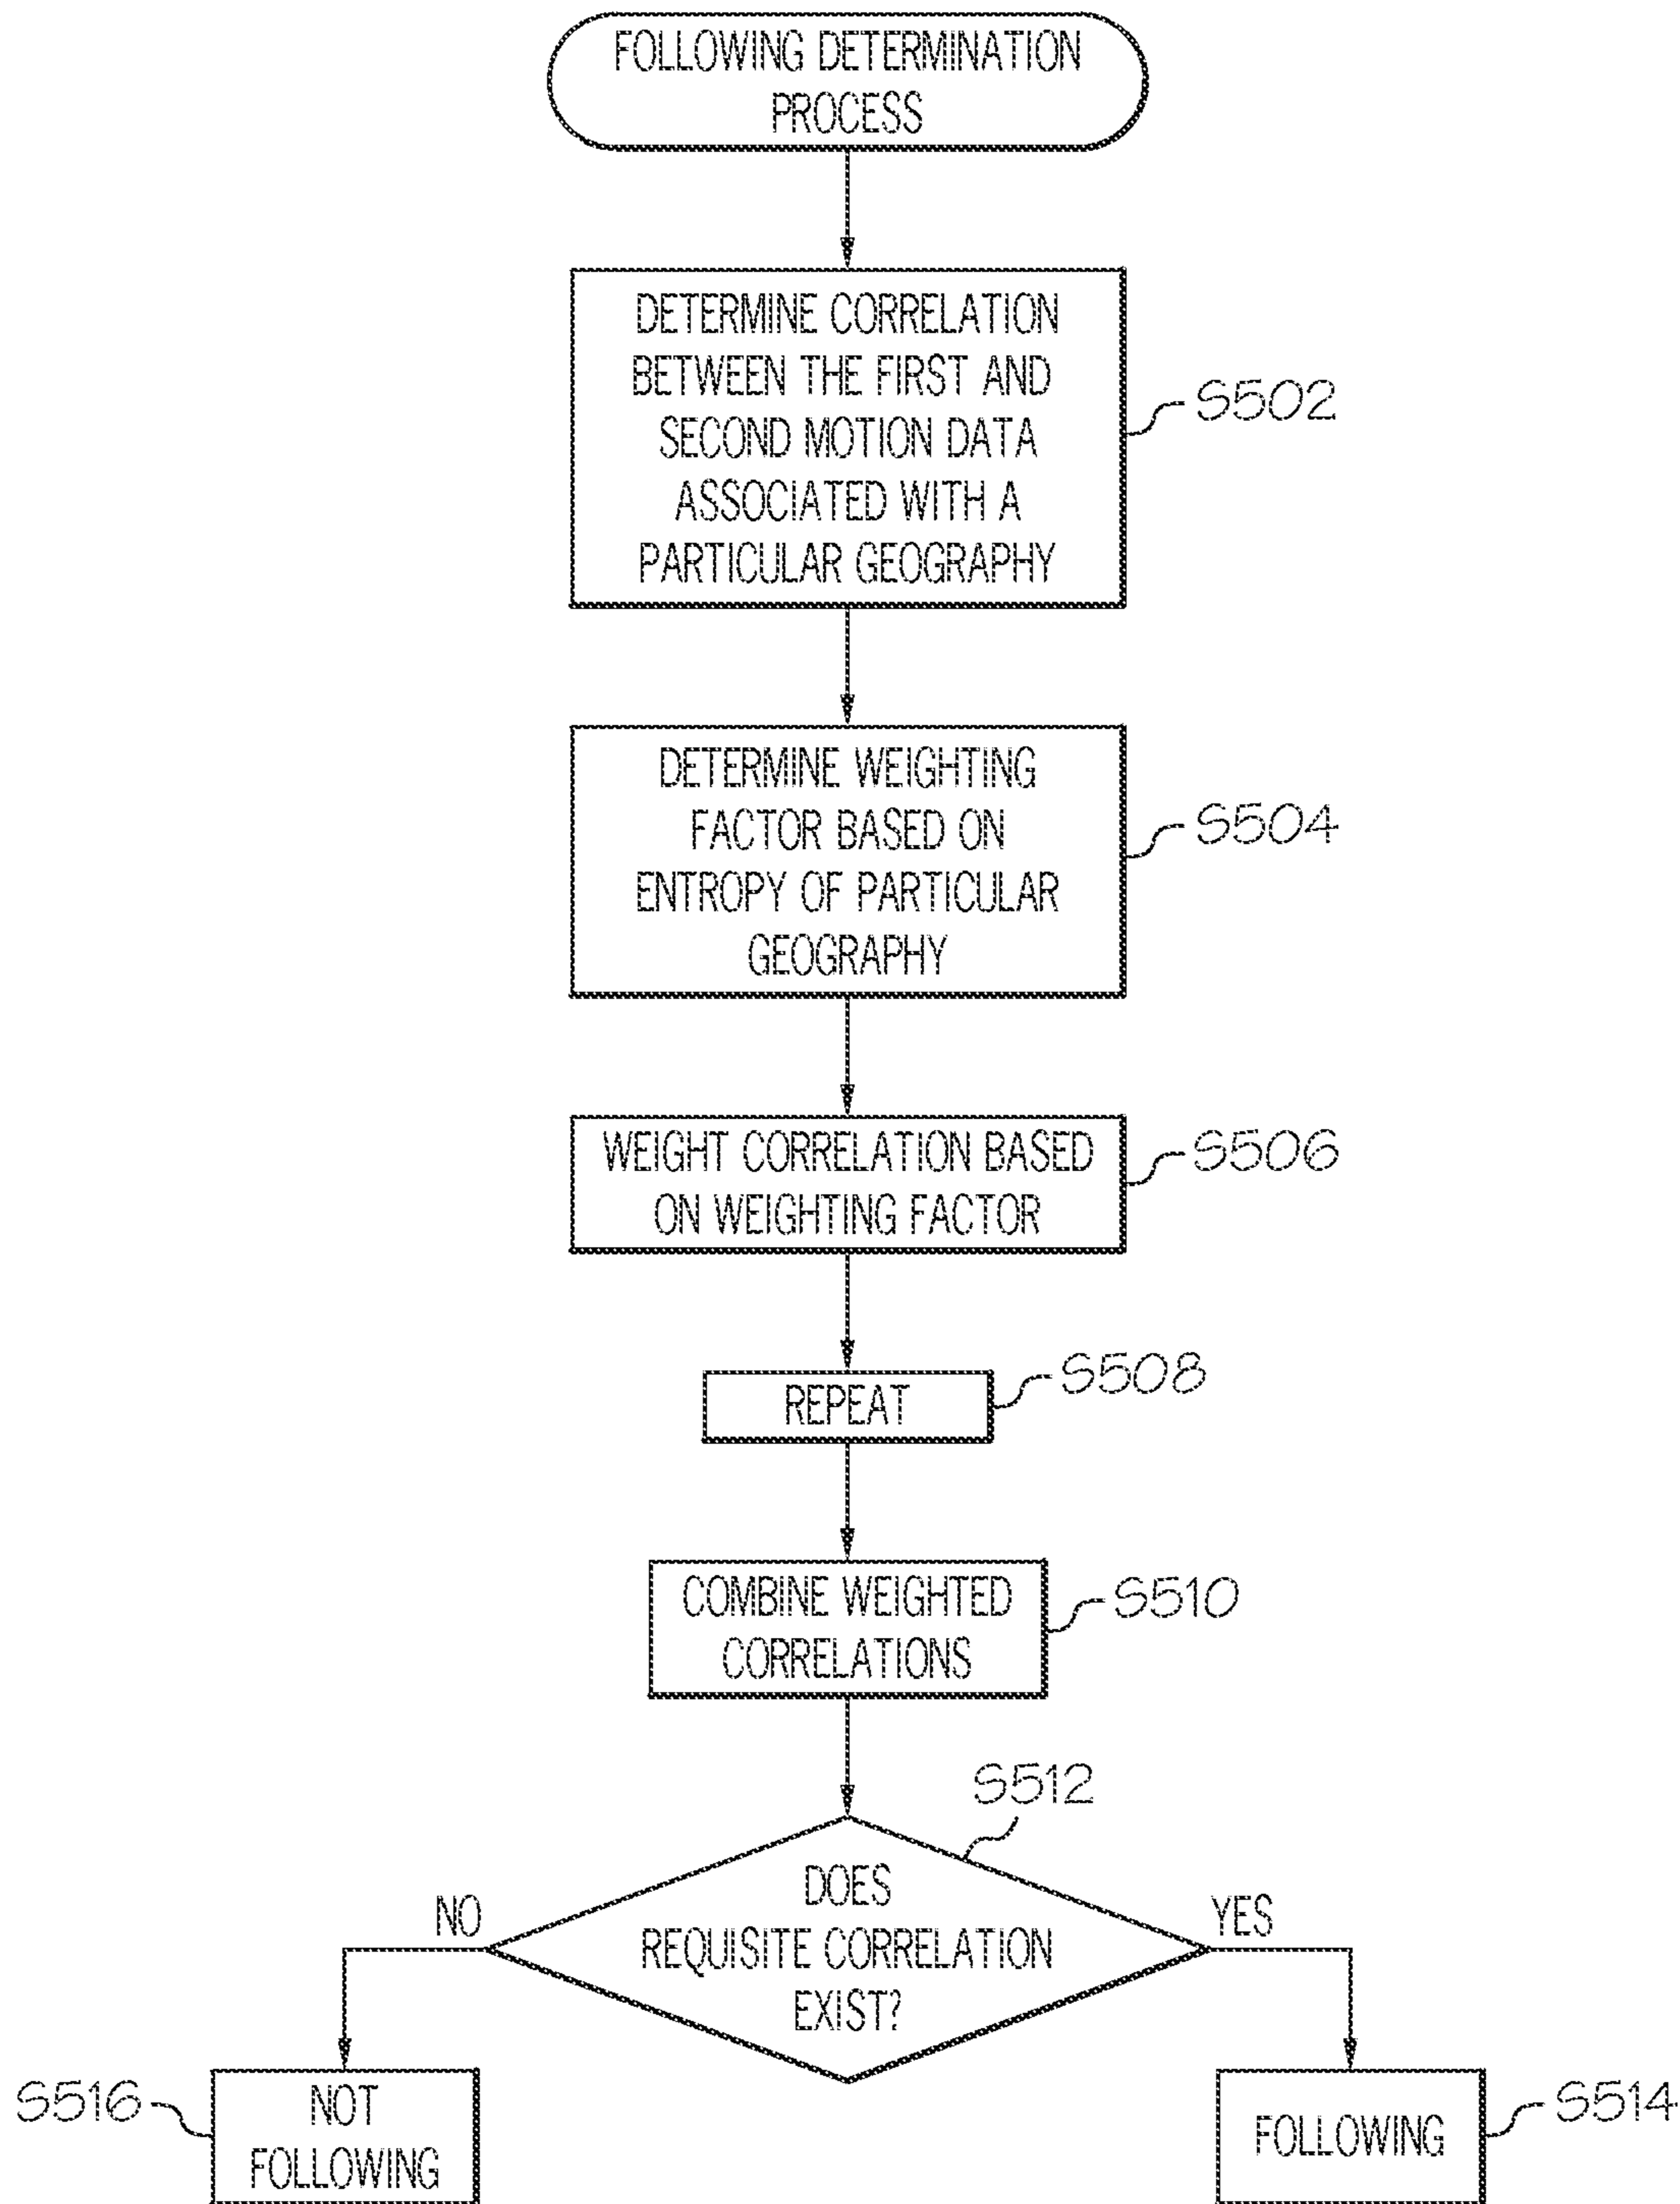 FOLLOWING DETERMINATION
PROCESS
DETERMINE CORRELATION
BETWEEN THE FIRST AND
SECOND MOTION DATA
ASSOCIATED WITH A
PARTICULAR GEOGRAPHY
S502
DETERMINE WEIGHTING
FACTOR BASED ON
ENTROPY OF PARTICULAR
GEOGRAPHY
S504
WEIGHT CORRELATION BASED
ON WEIGHTING FACTOR
S506
REPEAT
S508
COMBINE WEIGHTED
CORRELATIONS
S510
S512
DOES
REQUISITE CORRELATION
EXIST?
NO
YES
S516
NOT
FOLLOWING
FOLLOWING
S514